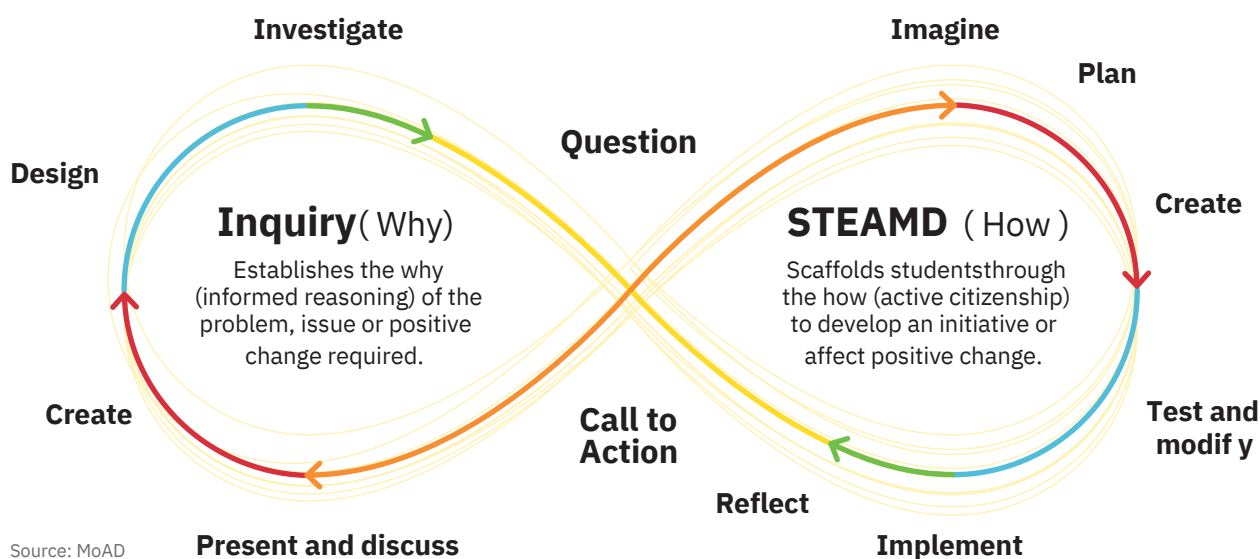 Investigate
Imagine
Plan
Question
Design
Create
Inquiry ( Why)
Establishes the why
(informed reasoning) of the
problem, issue or positive
change required.
STEAMD ( How )
Scaffolds studentsthrough
the how (active citizenship)
to develop an initiative or
affect positive change.
Create
Call to
Action
Test and
modif y
Reflect
Present and discuss
Implement
Source: MoAD